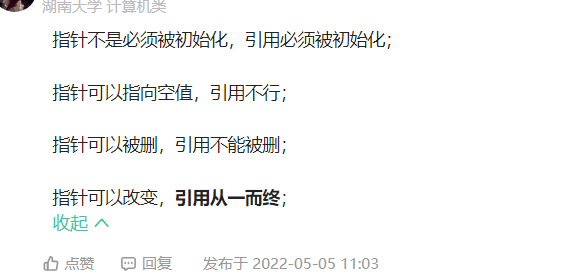 湖南大学 计算机类
指针不是必须被初始化，引用必须被初始化；
指针可以指向空值，引用不行；
指针可以被删，引用不能被删；
指针可以改变，引用从一而终；
收起
点赞 回复 发布于 2022-05-05 11:03